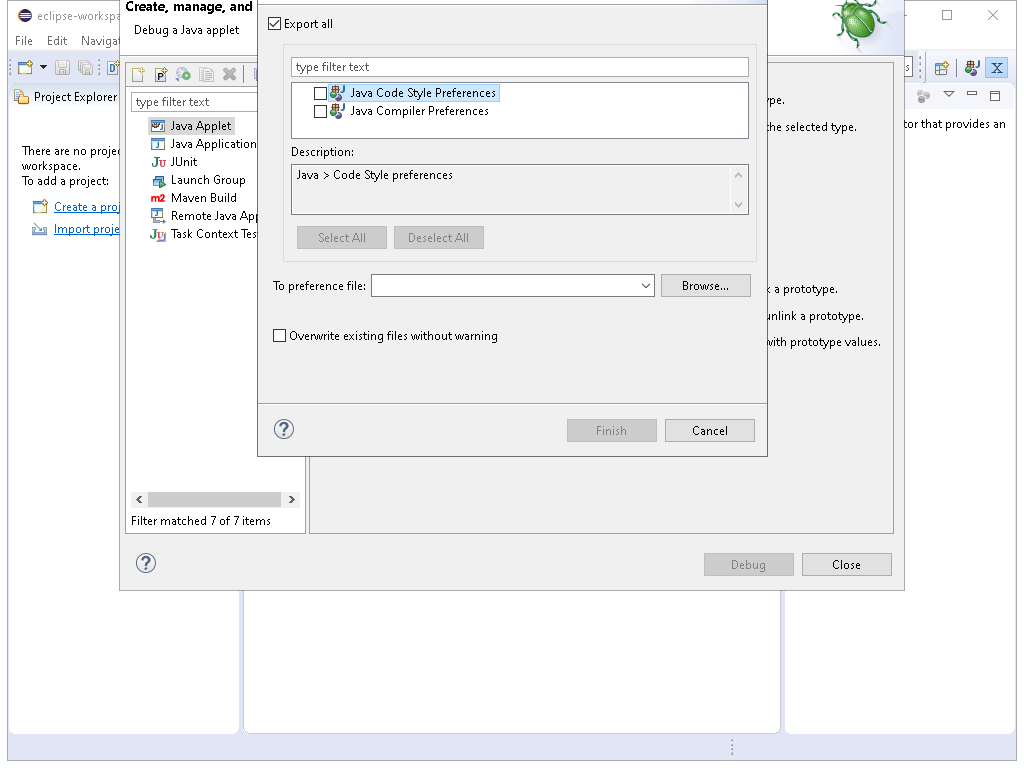 eclipse-workspa
Create, manage, and
Debug a Java applet
File Edit Navigat
Project Explorer
There are no projec
workspace.
To add a project:
Create a proj
Import proje
type filter text
Java Applet
Java Application
JUnit
Launch Group
Maven Build
Remote Java App
Task Context Tes
Filter matched 7 of 7 items
Export all
type filter text
Java Code Style Preferences
Java Compiler Preferences
Description:
Java > Code Style preferences
Select All Deselect All
To preference file: Browse...
Overwrite existing files without warning
Finish Cancel
ype.
he selected type.
k a prototype.
unlink a prototype.
with prototype values.
Debug Close
s
X
tor that provides an